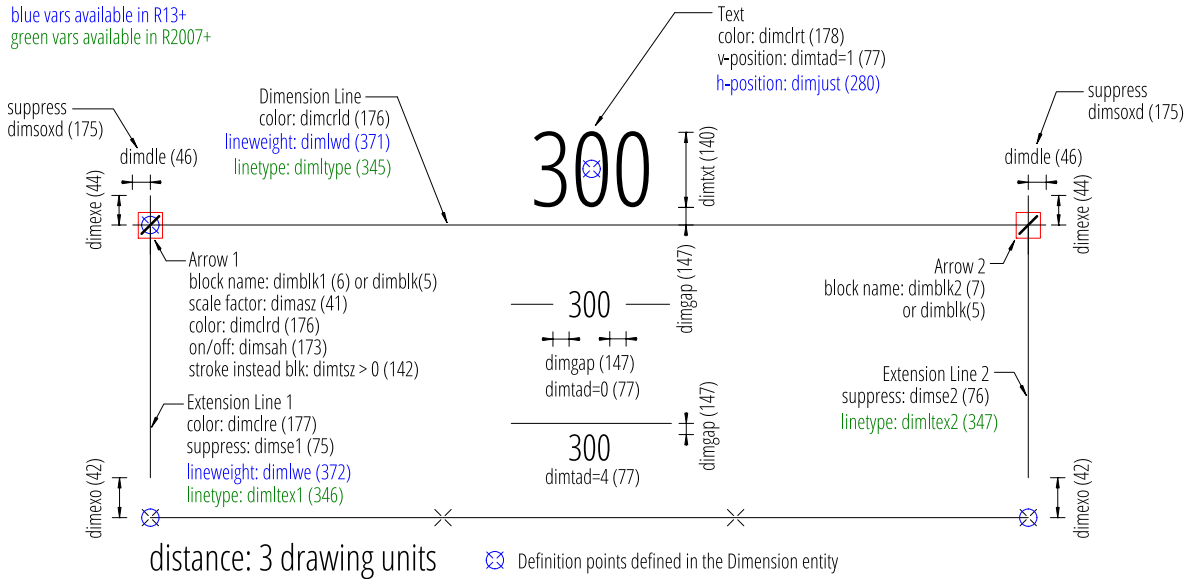 blue vars available in R13+
green vars available in R2007+
Text
color: dimclrt (178)
v-position: dimtad=1 (77)
h-position: dimjust (280)
suppress
dimsoxd (175)
dimdle (46)
dimexe (44)
Dimension Line
color: dimcrld (176)
lineweight: dimlwd (371)
linetype: dimltype (345)
300
dimtxt (140)
suppress
dimsoxd (175)
dimdle (46)
dimexe (44)
Arrow 1
block name: dimblk1 (6) or dimblk(5)
scale factor: dimasz (41)
color: dimclrd (176)
on/off: dimsah (173)
stroke instead blk: dimtsz > 0 (142)
dimgap (147)
300
dimgap (147)
dimtad=0 (77)
Arrow 2
block name: dimblk2 (7)
or dimblk(5)
Extension Line 1
color: dimclre (177)
suppress: dimse1 (75)
lineweight: dimlwe (372)
linetype: dimltex1 (346)
dimgap (147)
300
dimtad=4 (77)
Extension Line 2
suppress: dimse2 (76)
linetype: dimltex2 (347)
dimexo (42)
dimexo (42)
distance: 3 drawing units
Definition points defined in the Dimension entity